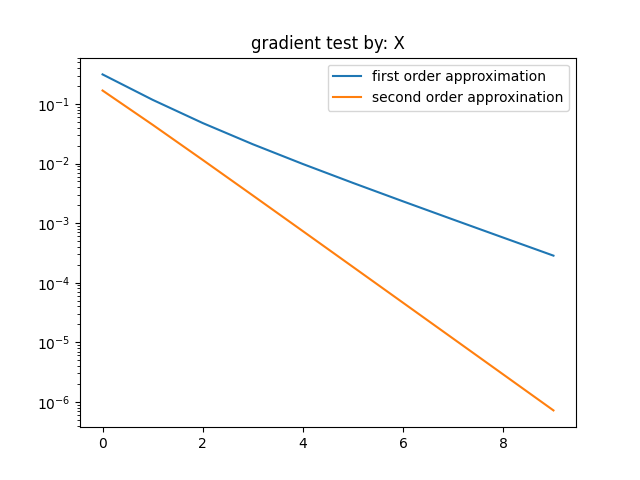 gradient test by: X
first order approximation
second order approxination
10⁻¹
10⁻²
10⁻³
10⁻⁴
10⁻⁵
10⁻⁶
0 2 4 6 8